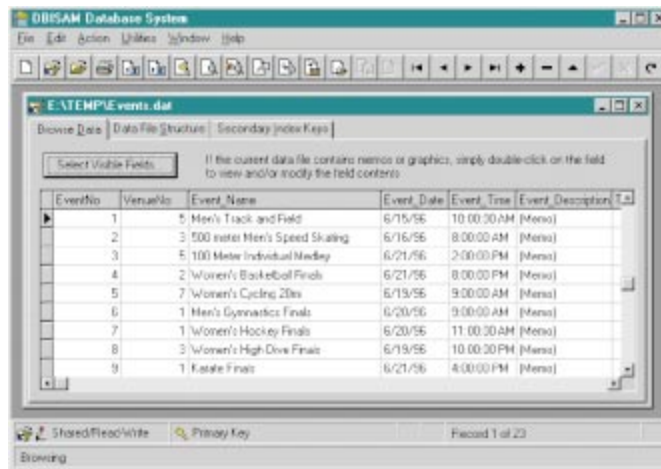 DBISAM Database System
File Edit Action Utilities Window Help
E:\TEMP\Events.dat
Browse Data Data File Structure Secondary Index Keys
Select Visible Fields...
If the current data file contains memos or graphics, simply double-click on the field
to view and/or modify the field contents
EventNo VenueNo Event_Name Event_Date Event_Time Event_Description
1 5 Men's Track and Field 6/15/96 10:00:00 AM (Memo)
2 3 500 meter Men's Speed Skating 6/16/96 8:00:00 AM (Memo)
3 5 100 Meter Individual Medley 6/21/96 2:00:00 PM (Memo)
4 2 Women's Basketball Finals 6/21/96 8:00:00 PM (Memo)
5 7 Women's Cycling 20m 6/19/96 9:00:00 AM (Memo)
6 1 Men's Gymnastics Finals 6/20/96 9:00:00 AM (Memo)
7 1 Women's Hockey Finals 6/20/96 11:00:00 AM (Memo)
8 3 Women's High Dive Finals 6/19/96 10:00:00 PM (Memo)
9 1 Karate Finals 6/21/96 4:00:00 PM (Memo)
Shared/Read/Write Primary Key Record 1 of 23
Browsing